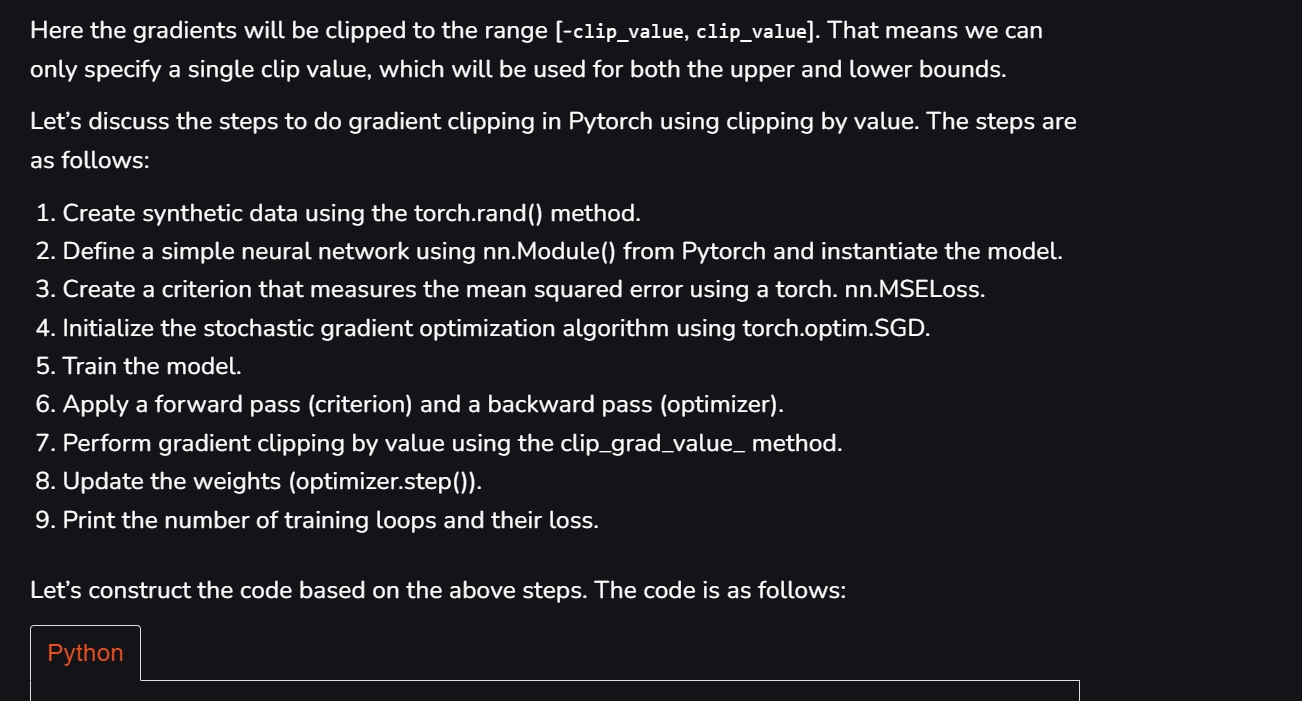 Here the gradients will be clipped to the range [-clip_value, clip_value]. That means we can
only specify a single clip value, which will be used for both the upper and lower bounds.
Let’s discuss the steps to do gradient clipping in Pytorch using clipping by value. The steps are
as follows:
1. Create synthetic data using the torch.rand() method.
2. Define a simple neural network using nn.Module() from Pytorch and instantiate the model.
3. Create a criterion that measures the mean squared error using a torch. nn.MSELoss.
4. Initialize the stochastic gradient optimization algorithm using torch.optim.SGD.
5. Train the model.
6. Apply a forward pass (criterion) and a backward pass (optimizer).
7. Perform gradient clipping by value using the clip_grad_value_ method.
8. Update the weights (optimizer.step()).
9. Print the number of training loops and their loss.
Let’s construct the code based on the above steps. The code is as follows:
Python